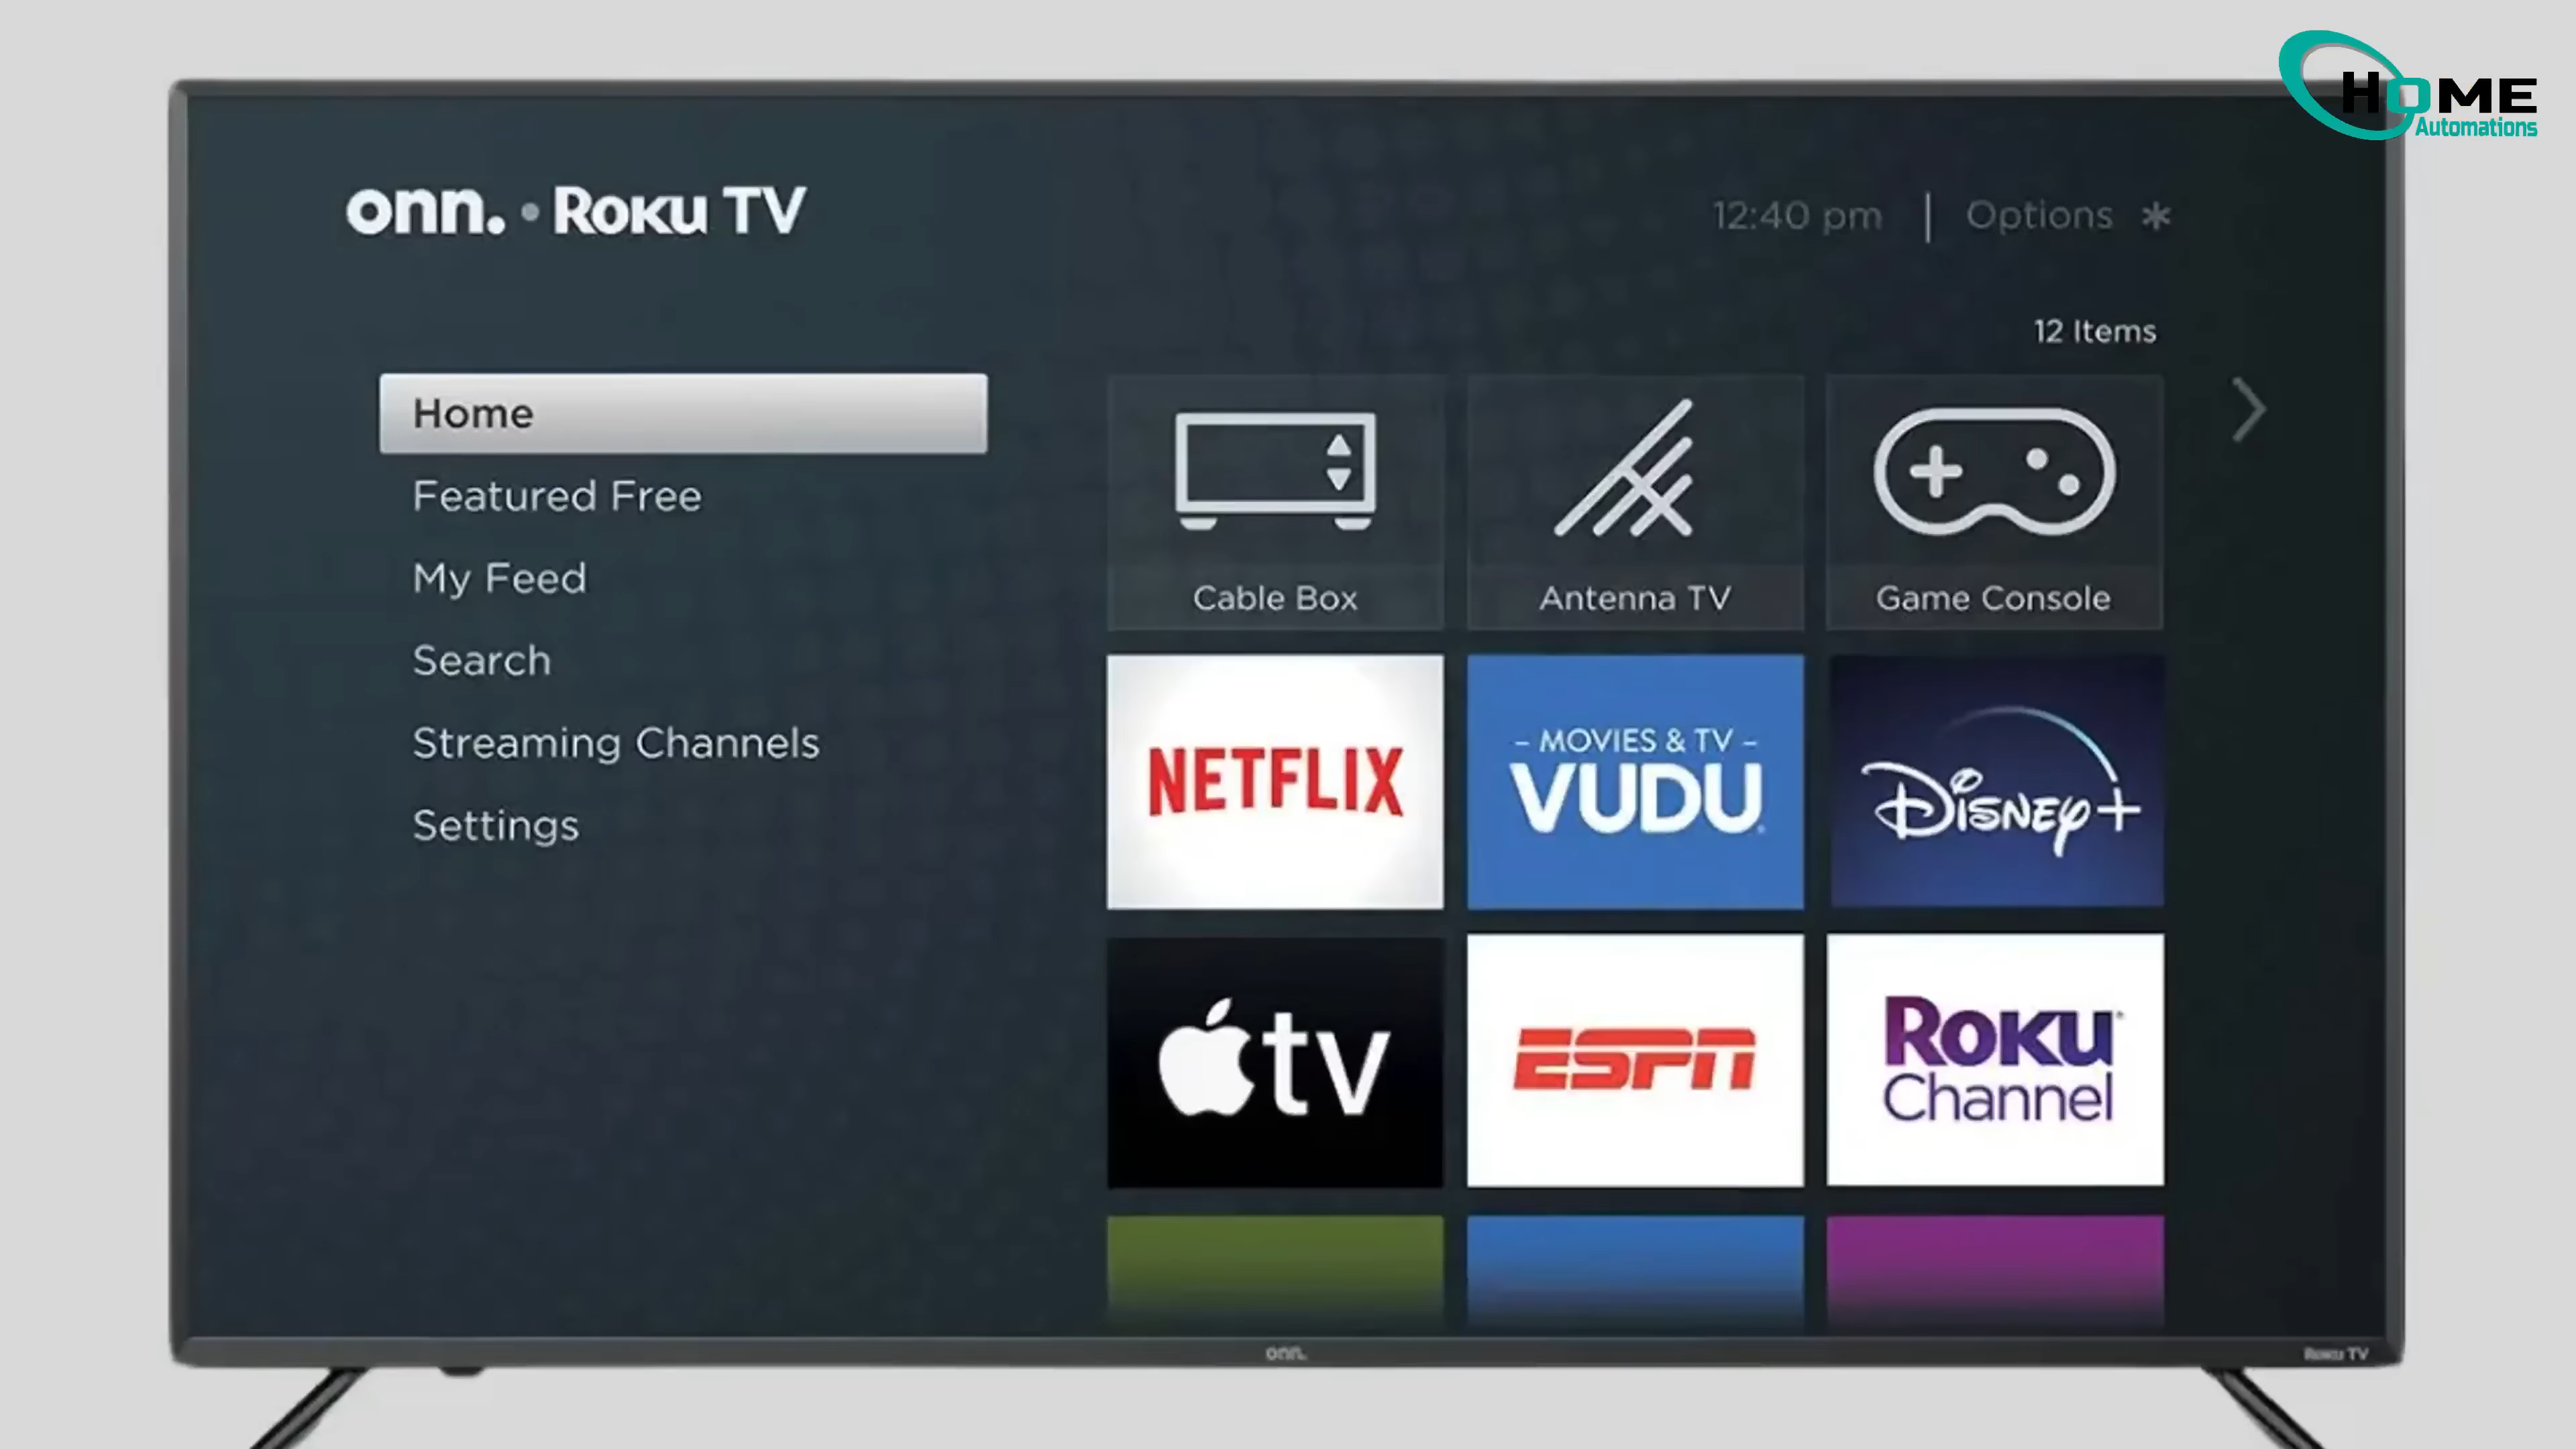 HOME
Automations
onn. • Roku TV
12:40 pm | Options *
12 Items
Home
Featured Free
My Feed
Search
Streaming Channels
Settings
Cable Box
Antenna TV
Game Console
NETFLIX
– MOVIES & TV –
VUDU
Disney+
tv
ESPN
Roku
Channel
onn.
Roku TV